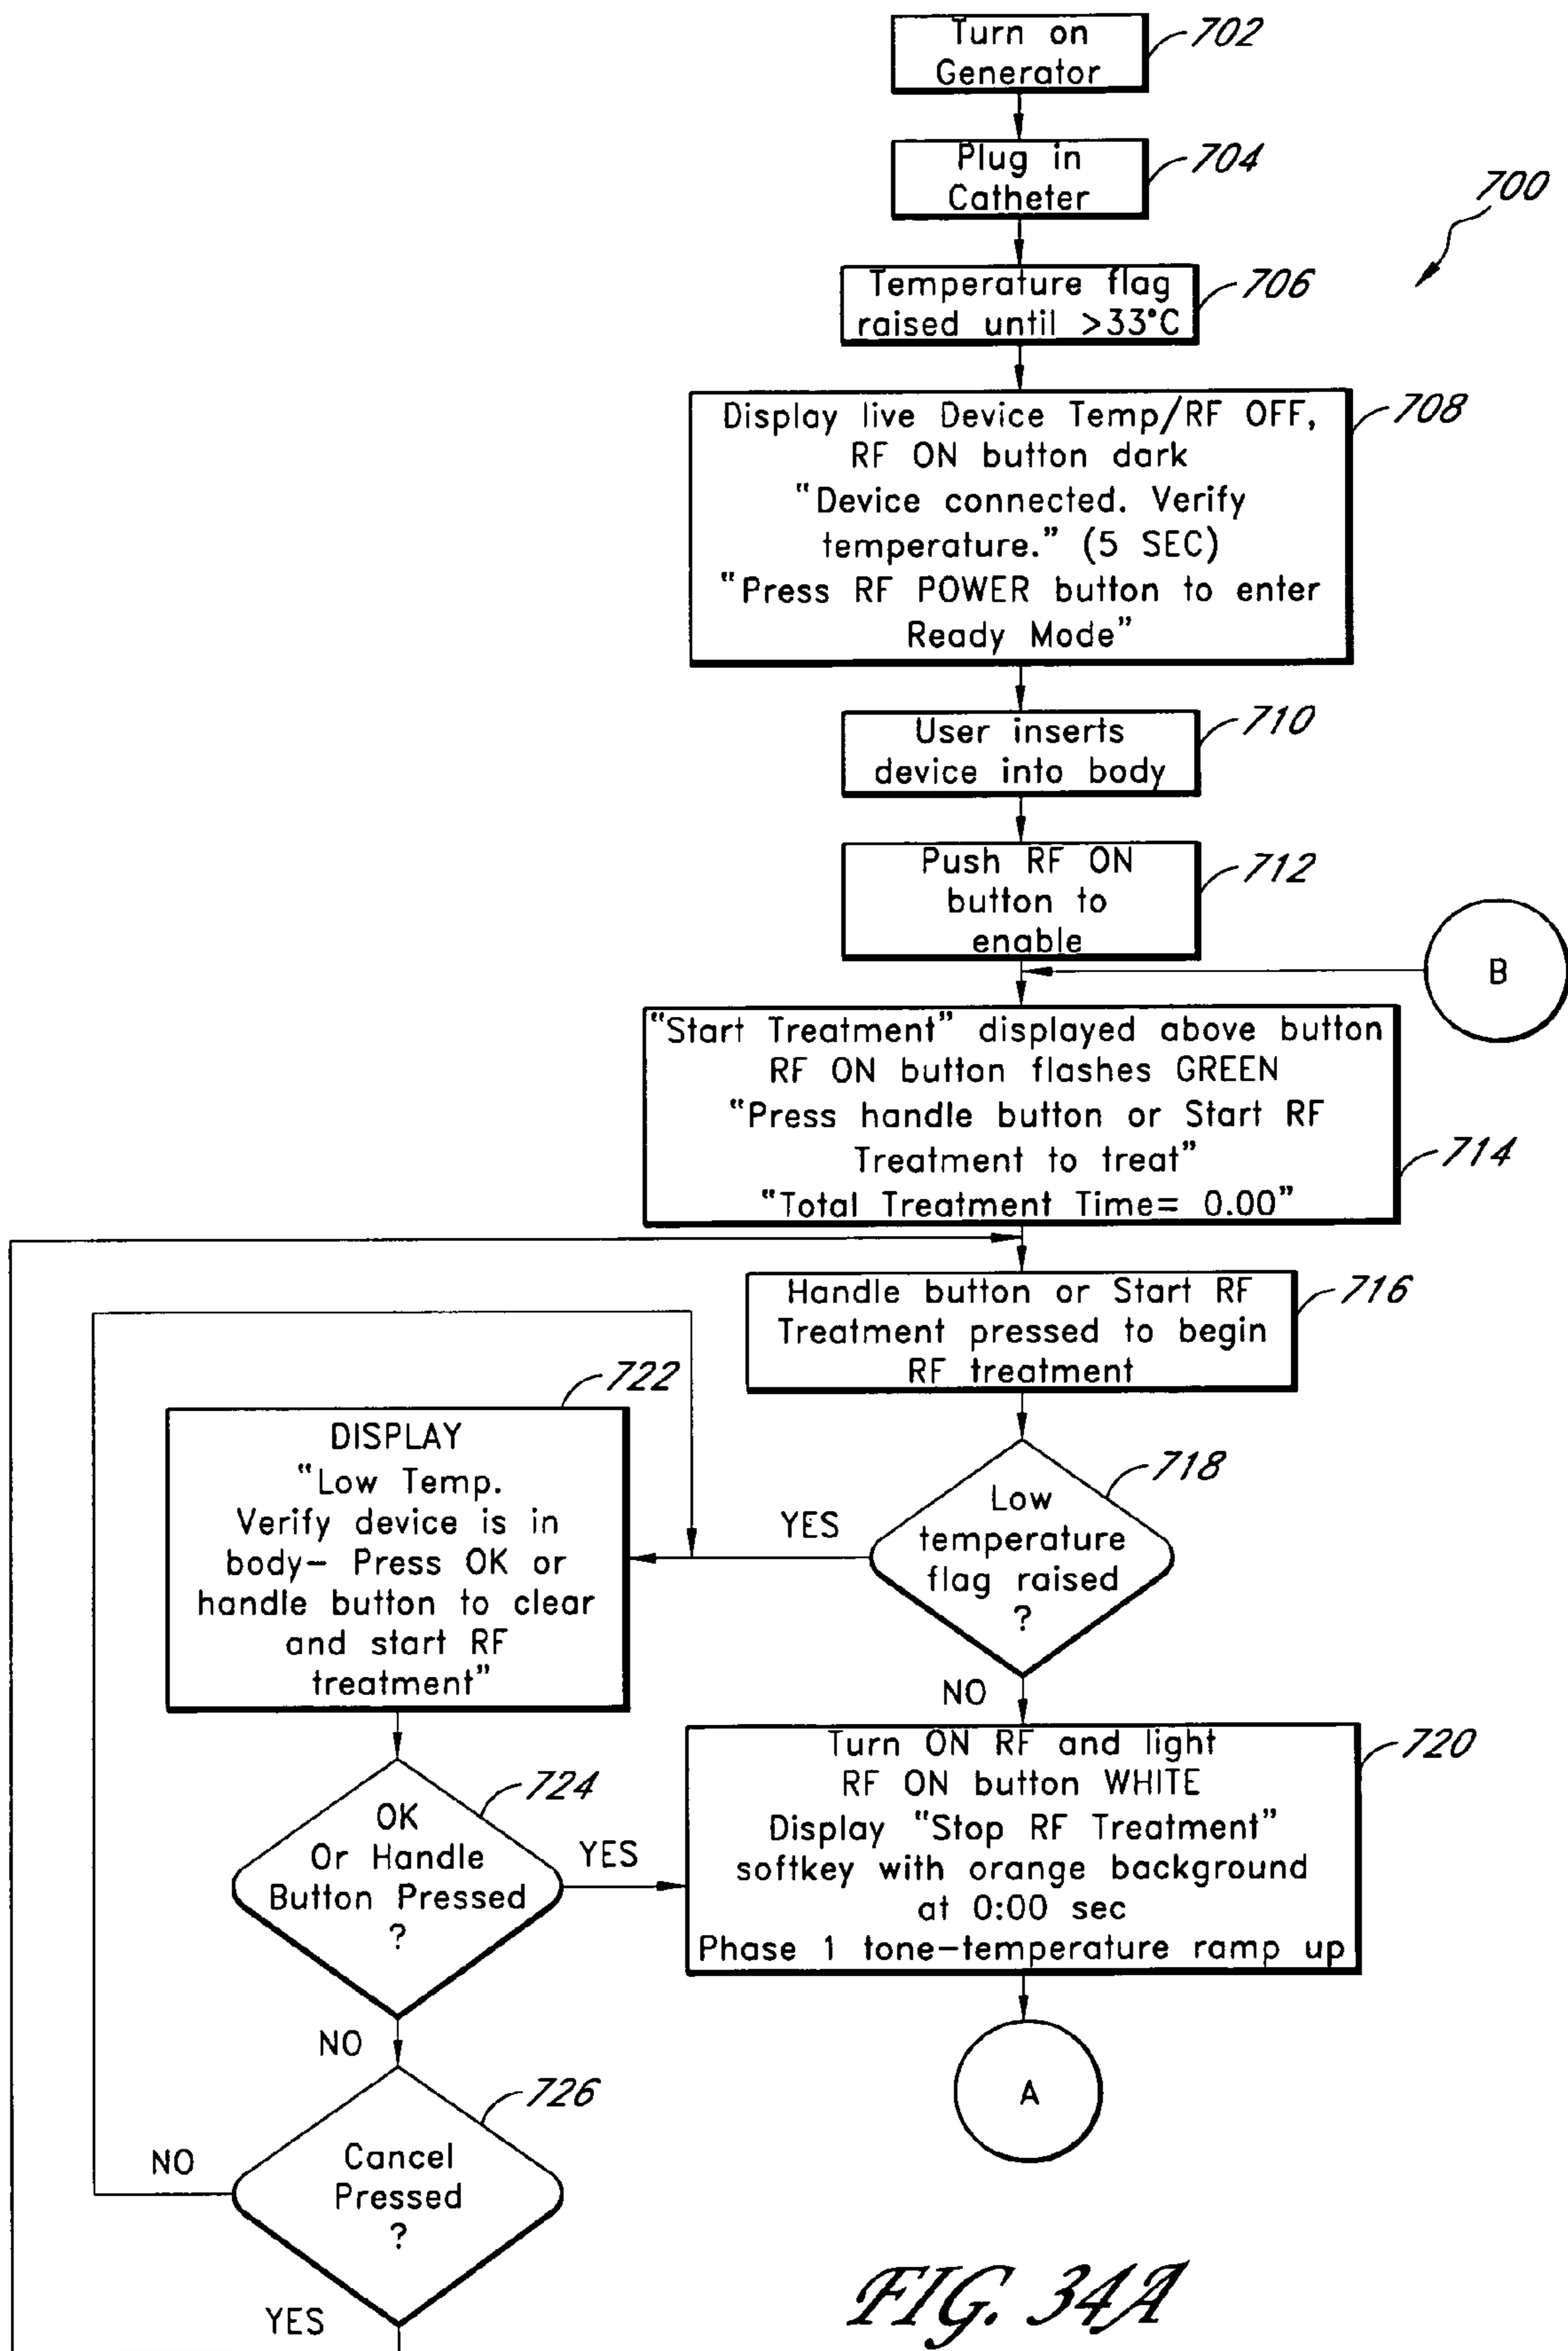 Turn on
Generator
702
Plug in
Catheter
704
700
Temperature flag
raised until >33°C
706
Display live Device Temp/RF OFF,
RF ON button dark
"Device connected. Verify
temperature." (5 SEC)
"Press RF POWER button to enter
Ready Mode"
708
User inserts
device into body
710
Push RF ON
button to
enable
712
B
"Start Treatment" displayed above button
RF ON button flashes GREEN
"Press handle button or Start RF
Treatment to treat"
"Total Treatment Time= 0.00"
714
Handle button or Start RF
Treatment pressed to begin
RF treatment
716
Low
temperature
flag raised
?
718
YES
NO
DISPLAY
"Low Temp.
Verify device is in
body- Press OK or
handle button to clear
and start RF
treatment"
722
Turn ON RF and light
RF ON button WHITE
Display "Stop RF Treatment"
softkey with orange background
at 0:00 sec
Phase 1 tone-temperature ramp up
720
OK
Or Handle
Button Pressed
?
724
YES
NO
A
Cancel
Pressed
?
726
NO
YES
FIG. 34A